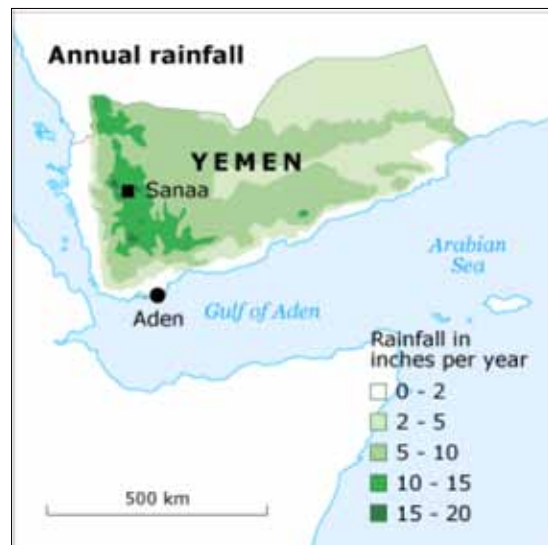 Annual rainfall
YEMEN
Sanaa
Arabian
Sea
Gulf of Aden
Aden
Rainfall in
inches per year
0 - 2
2 - 5
5 - 10
10 - 15
15 - 20
500 km